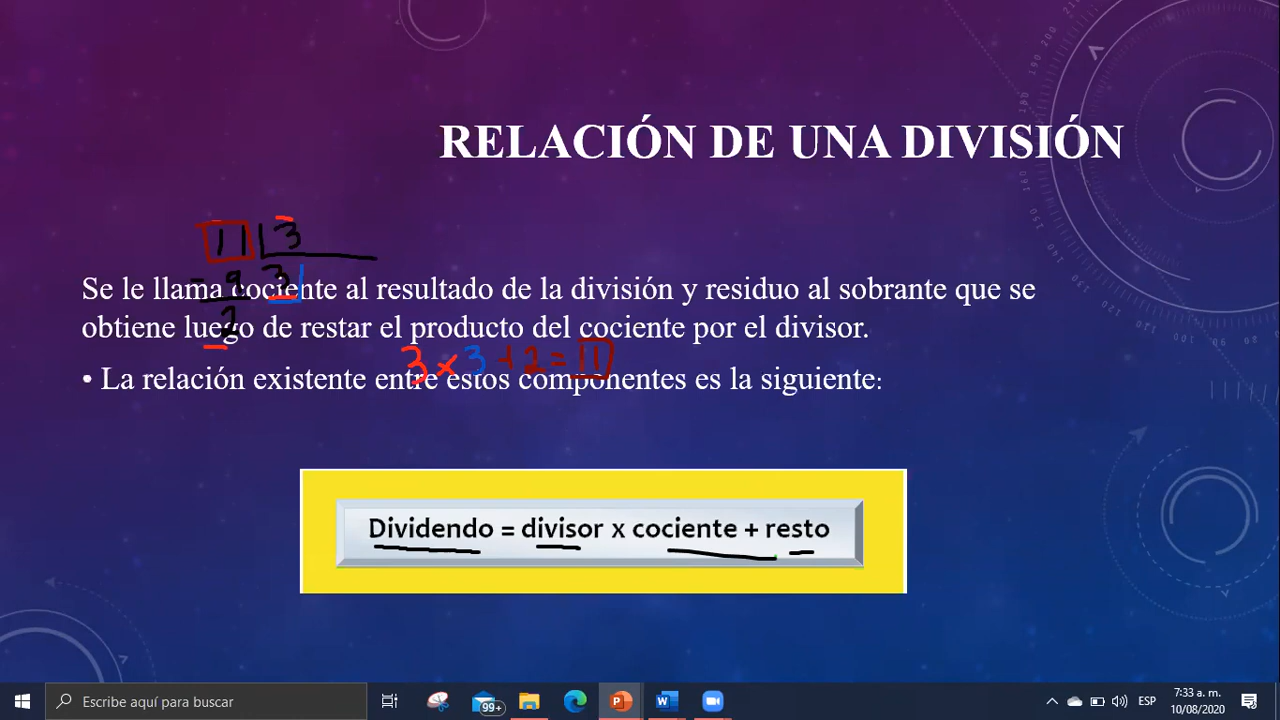 RELACIÓN DE UNA DIVISIÓN
11 3
- 9 3
2
Se le llama cociente al resultado de la división y residuo al sobrante que se
obtiene luego de restar el producto del cociente por el divisor.
3 x 3 + 2 = 11
• La relación existente entre estos componentes es la siguiente:
Dividendo = divisor x cociente + resto
Escribe aquí para buscar
99+
ESP
7:33 a. m.
10/08/2020